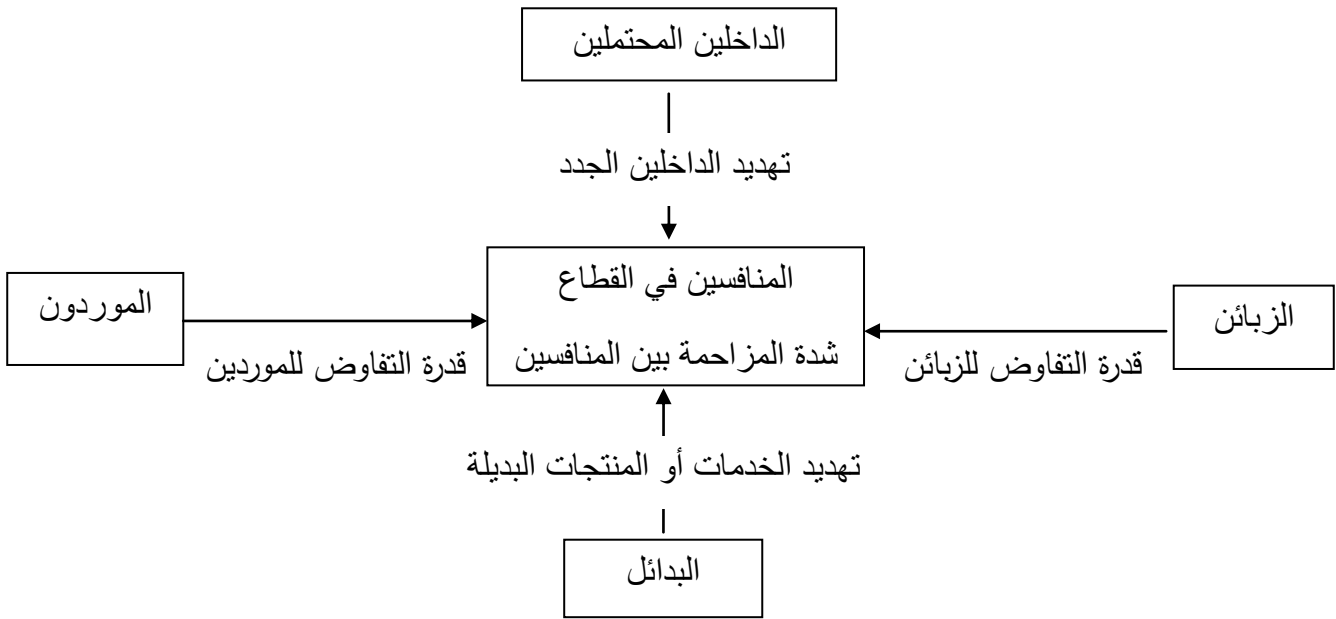 الداخلين المحتملين
تهديد الداخلين الجدد
المنافسين في القطاع
شدة المزاحمة بين المنافسين
الزبائن
قدرة التفاوض للزبائن
الموردون
قدرة التفاوض للموردين
تهديد الخدمات أو المنتجات البديلة
البدائل